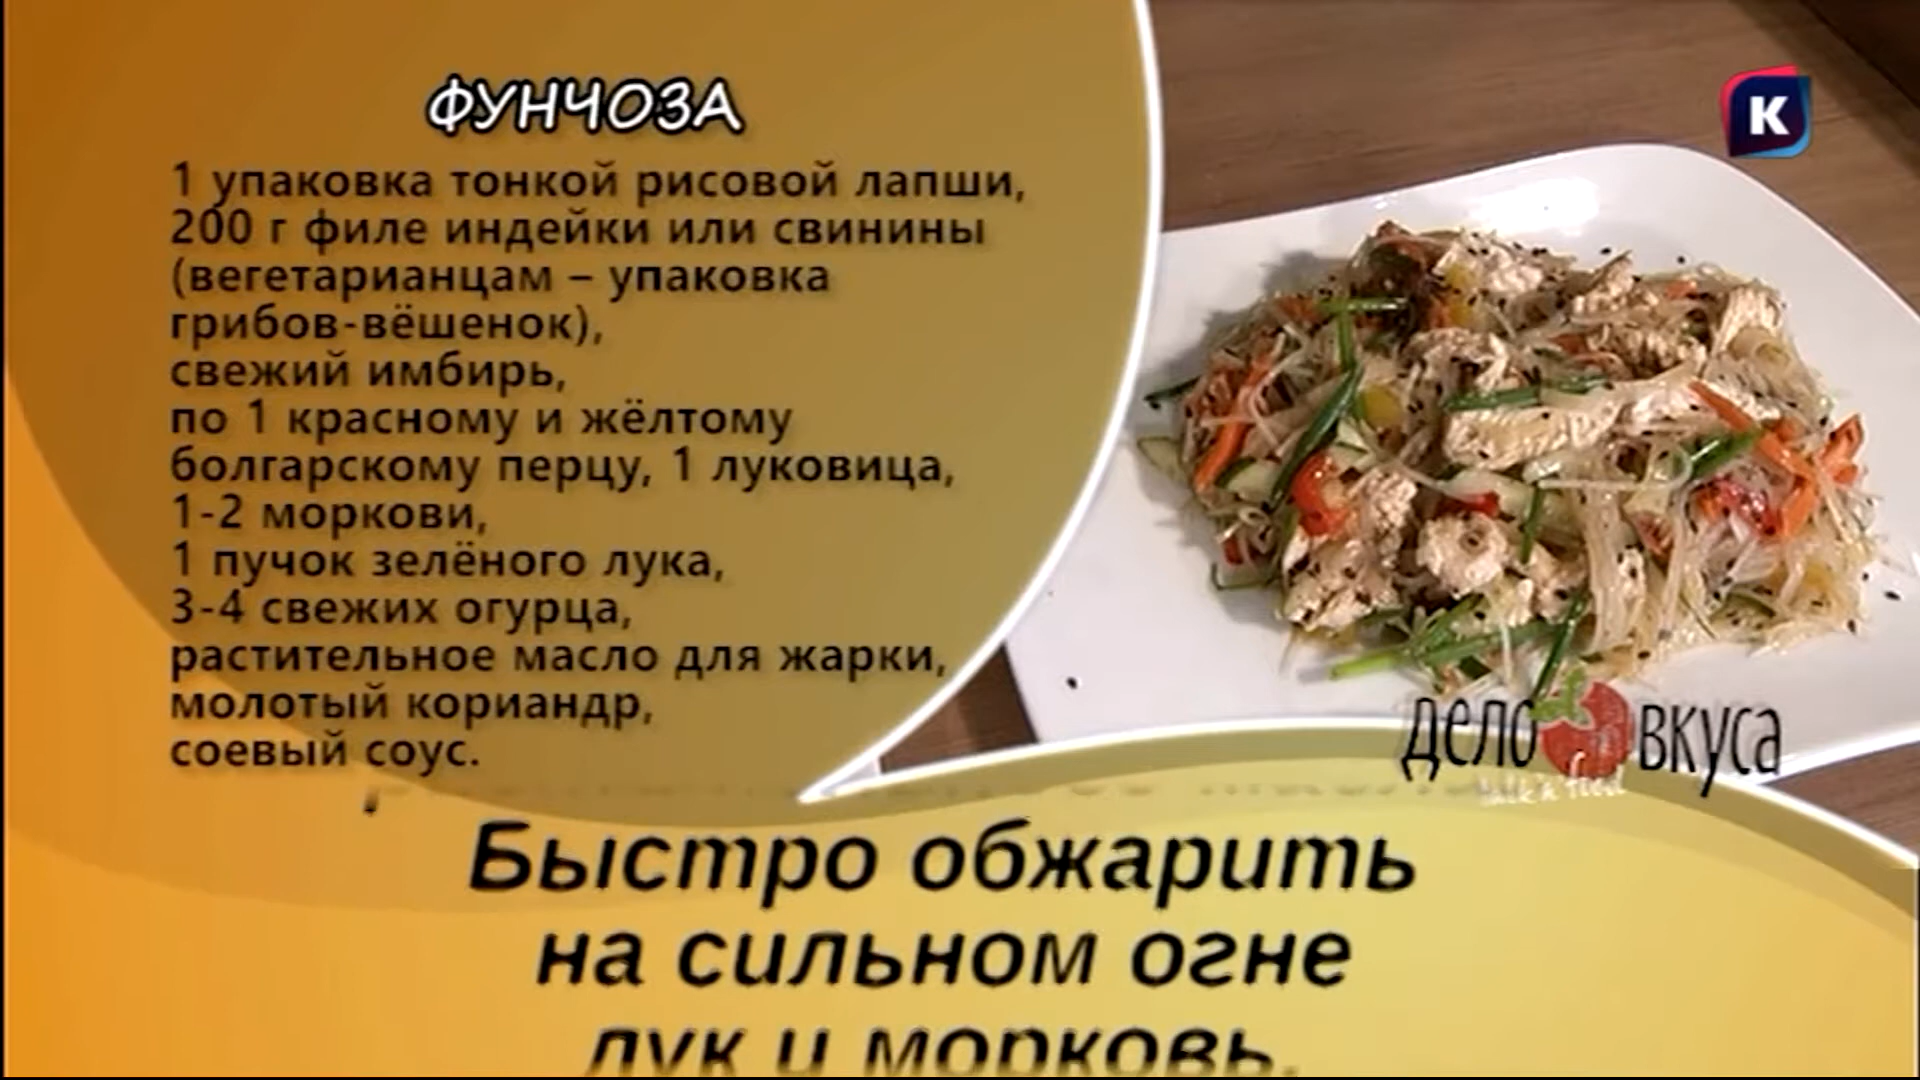 ФУНЧОЗА
1 упаковка тонкой рисовой лапши,
200 г филе индейки или свинины
(вегетарианцам – упаковка
грибов-вёшенок),
свежий имбирь,
по 1 красному и жёлтому
болгарскому перцу, 1 луковица,
1-2 моркови,
1 пучок зелёного лука,
3-4 свежих огурца,
растительное масло для жарки,
молотый кориандр,
соевый соус.
K
дело вкуса
Быстро обжарить
на сильном огне
лук и морковь.